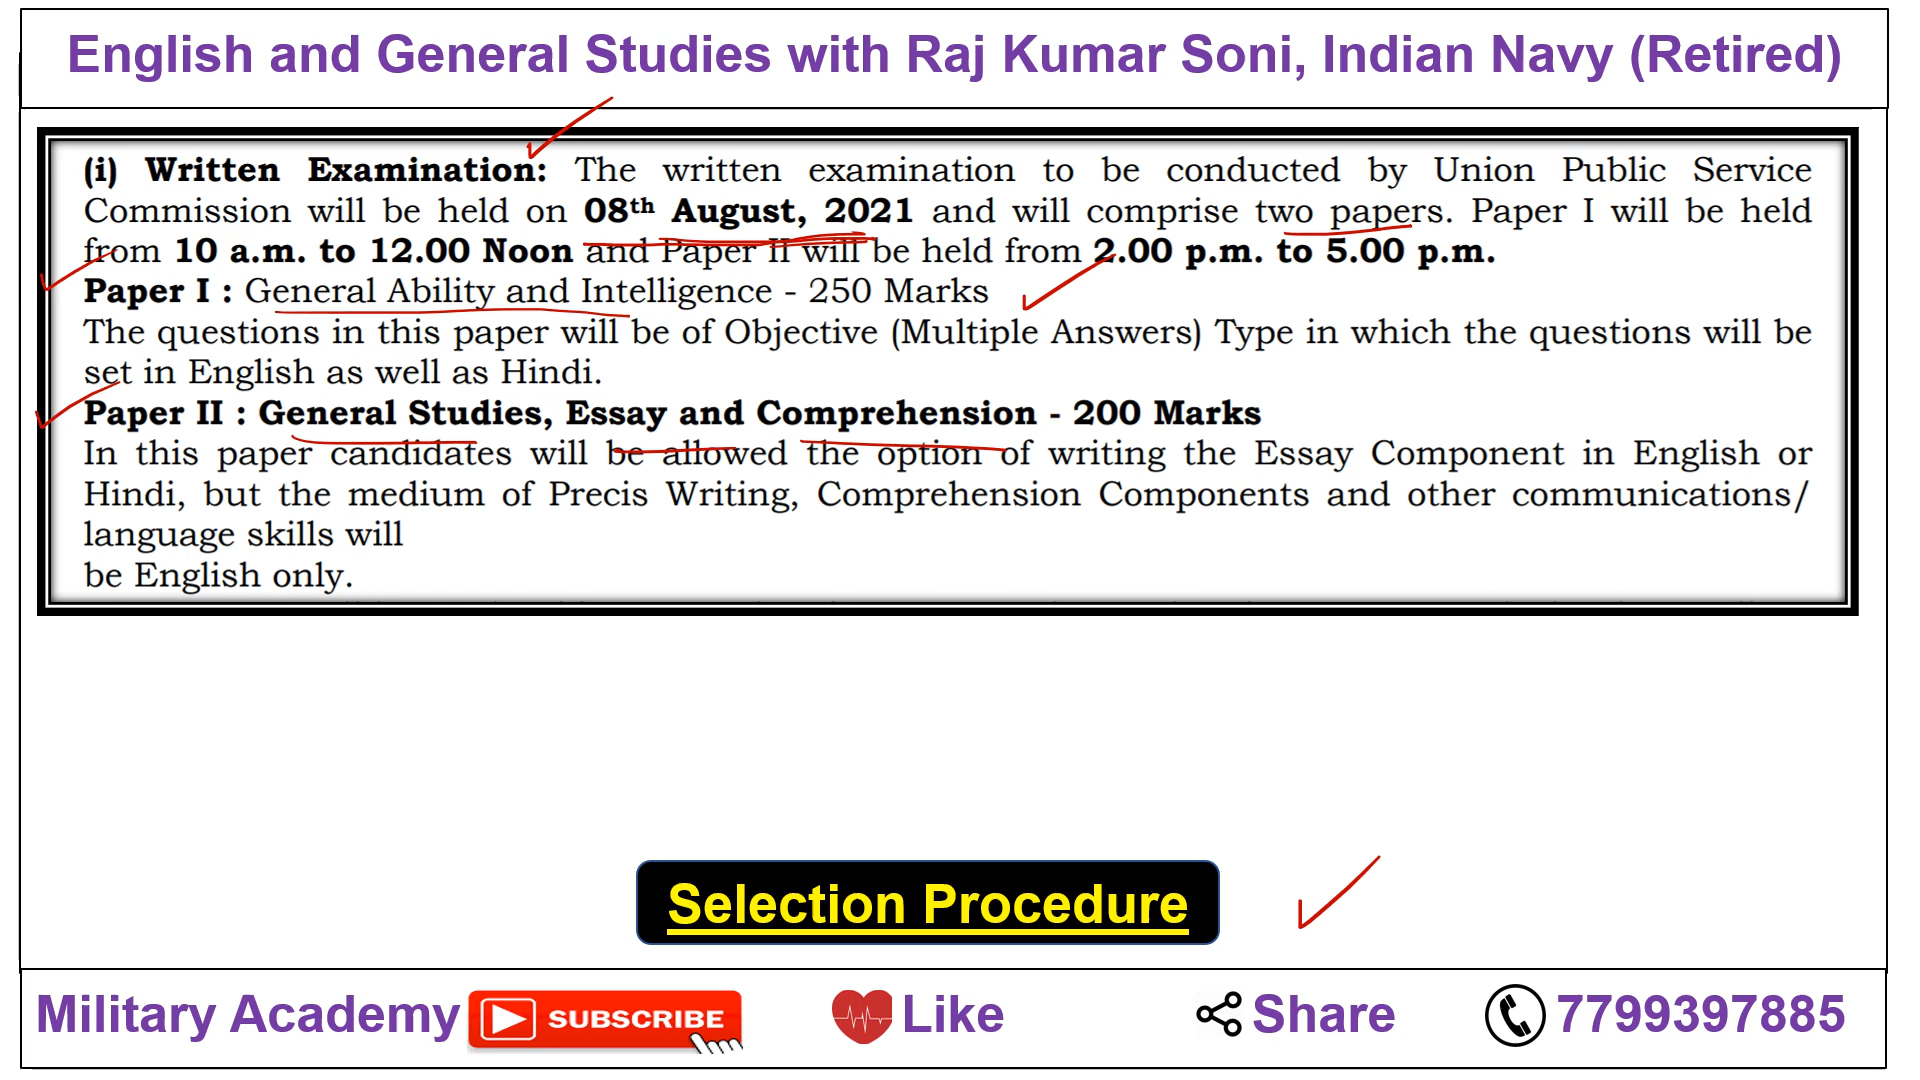 English and General Studies with Raj Kumar Soni, Indian Navy (Retired)
(i) Written Examination: The written examination to be conducted by Union Public Service
Commission will be held on 08th August, 2021 and will comprise two papers. Paper I will be held
from 10 a.m. to 12.00 Noon and Paper II will be held from 2.00 p.m. to 5.00 p.m.
Paper I : General Ability and Intelligence - 250 Marks
The questions in this paper will be of Objective (Multiple Answers) Type in which the questions will be
set in English as well as Hindi.
Paper II : General Studies, Essay and Comprehension - 200 Marks
In this paper candidates will be allowed the option of writing the Essay Component in English or
Hindi, but the medium of Precis Writing, Comprehension Components and other communications/
language skills will
be English only.
Selection Procedure
Military Academy SUBSCRIBE Like Share 7799397885